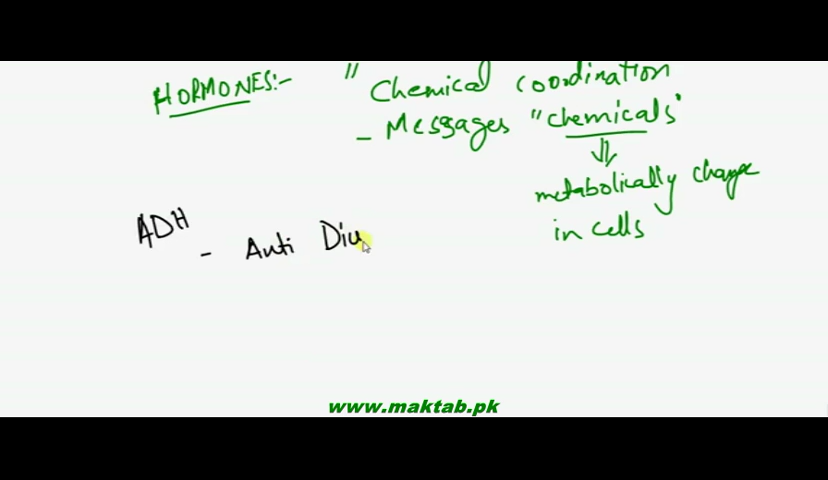 HORMONES:- " Chemical coordination
- Messages "chemicals"
⇓
metabolically change
in cells
ADH
- Anti Diu
www.maktab.pk